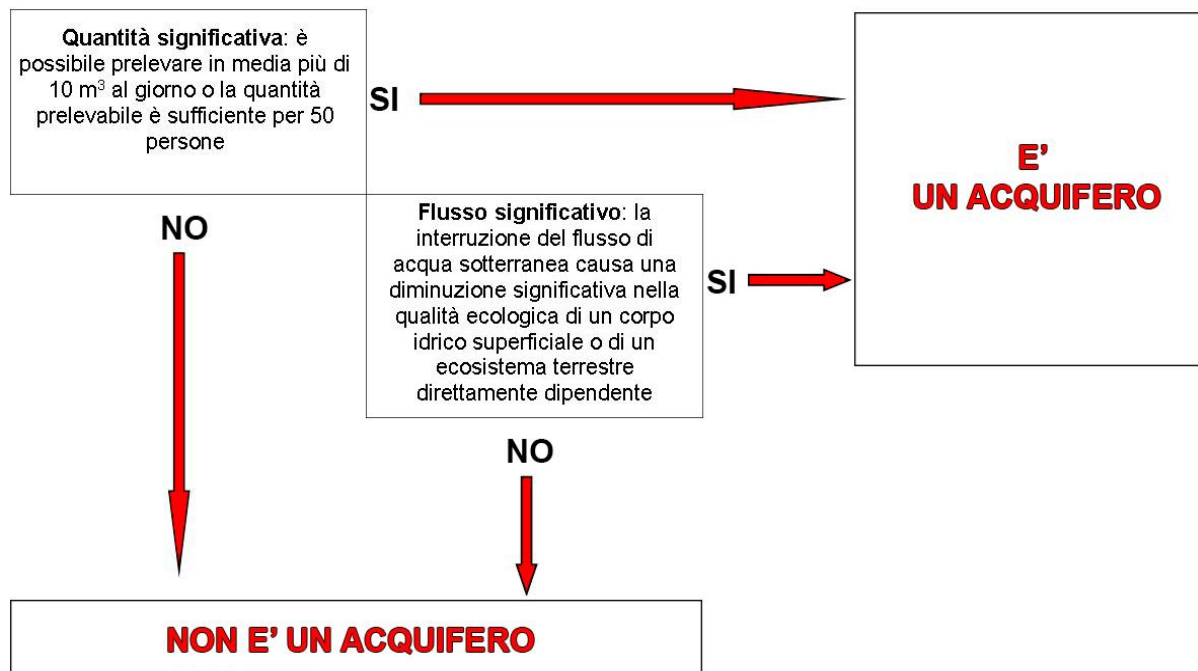 Quantità significativa: è
possibile prelevare in media più di
10 m³ al giorno o la quantità
prelevabile è sufficiente per 50
persone
SI
E’
UN ACQUIFERO
NO
Flusso significativo: la
interruzione del flusso di
acqua sotterranea causa una
diminuzione significativa nella
qualità ecologica di un corpo
idrico superficiale o di un
ecosistema terrestre
direttamente dipendente
SI
NO
NON E’ UN ACQUIFERO